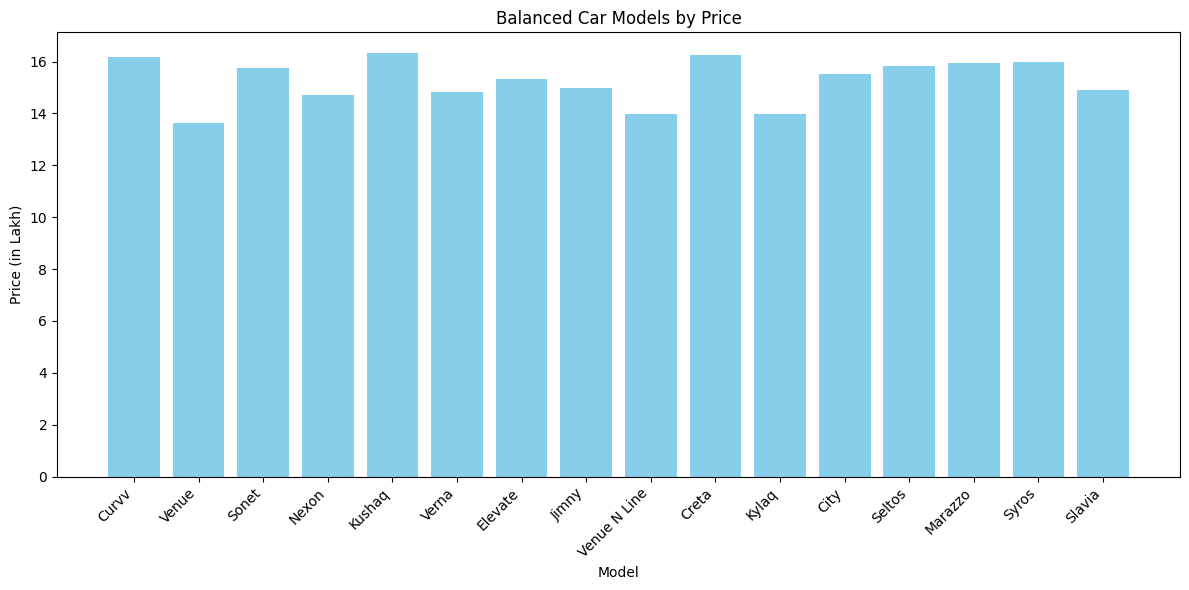 Balanced Car Models by Price
Price (in Lakh)
16
14
12
10
8
6
4
2
0
Curvv
Venue
Sonet
Nexon
Kushaq
Verna
Elevate
Jimny
Venue N Line
Creta
Kylaq
City
Seltos
Marazzo
Syros
Slavia
Model